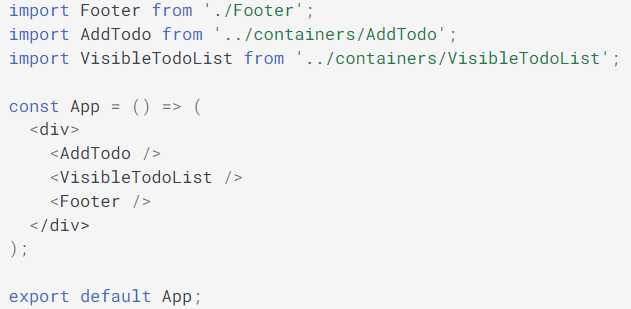 import Footer from './Footer';
import AddTodo from '../containers/AddTodo';
import VisibleTodoList from '../containers/VisibleTodoList';

const App = () => (
  <div>
    <AddTodo />
    <VisibleTodoList />
    <Footer />
  </div>
);

export default App;